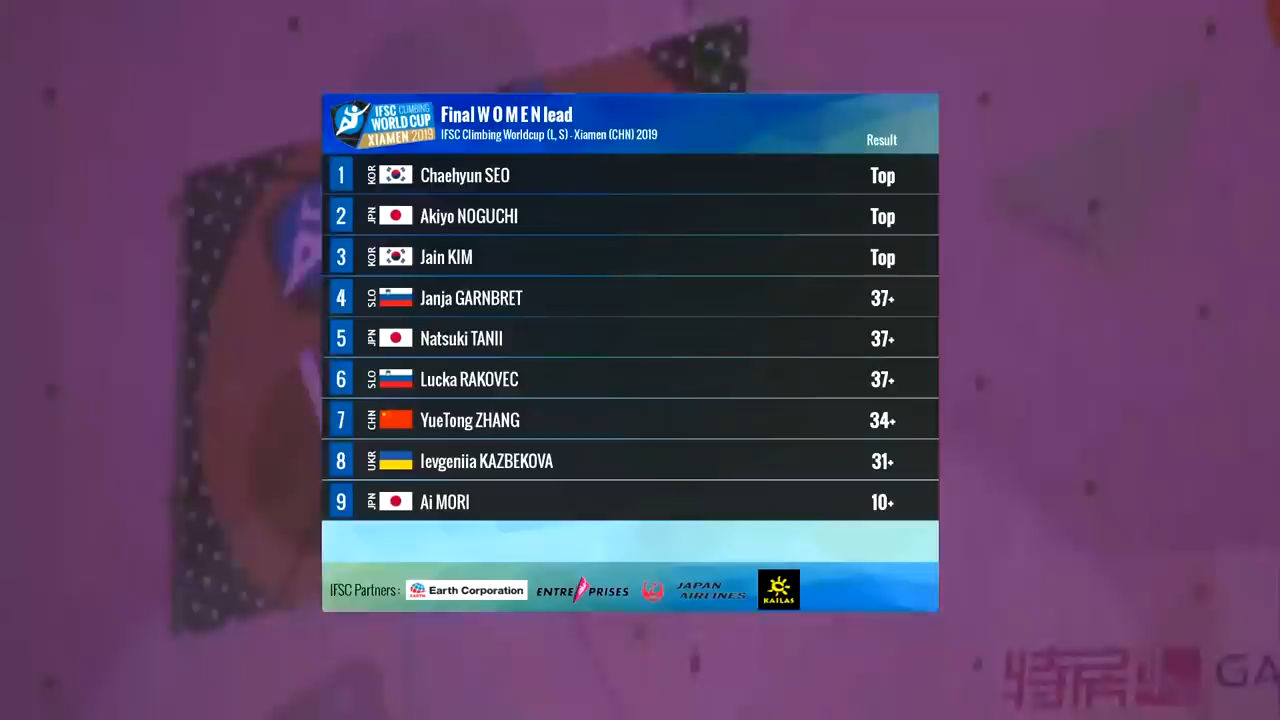 IFSC CLIMBING
WORLD CUP
XIAMEN 2019
Final WOMEN lead
IFSC Climbing Worldcup (L, S) - Xiamen (CHN) 2019
Result
1 KOR Chaehyun SEO Top
2 JPN Akiyo NOGUCHI Top
3 KOR Jain KIM Top
4 SLO Janja GARNBRET 37+
5 JPN Natsuki TANII 37+
6 SLO Lucka RAKOVEC 37+
7 CHN YueTong ZHANG 34+
8 UKR Ievgeniia KAZBEKOVA 31+
9 JPN Ai MORI 10+
IFSC Partners: EARTH Earth Corporation ENTRE PRISES JAPAN AIRLINES KAILAS
GA